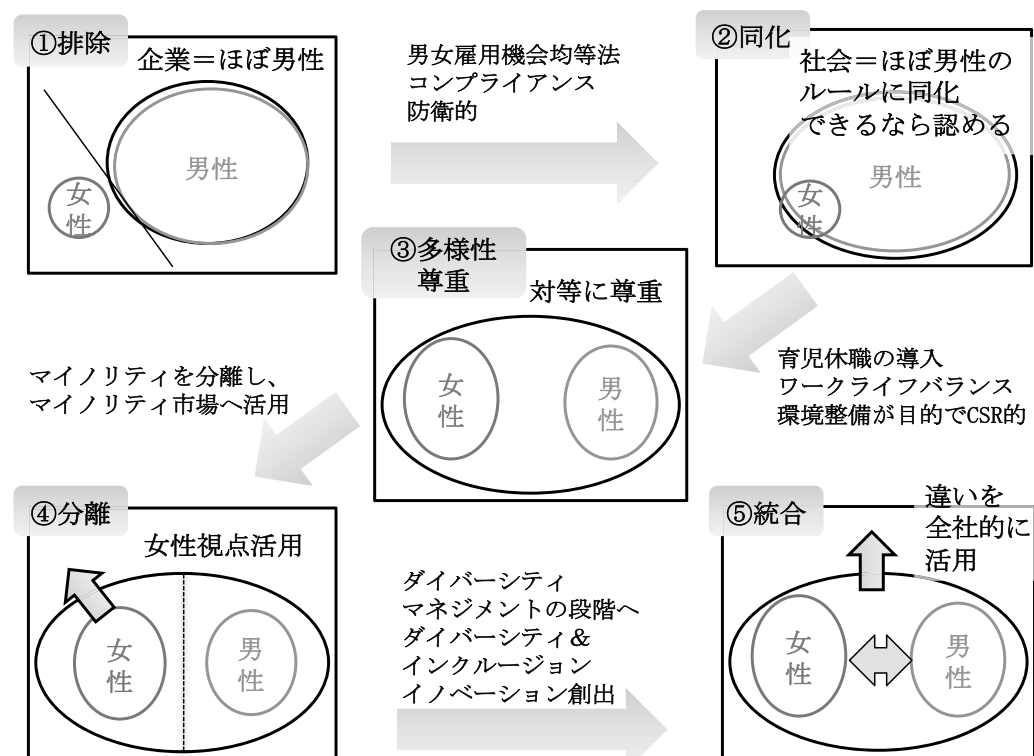 ①排除
企業＝ほぼ男性
男性
女
性
男女雇用機会均等法
コンプライアンス
防衛的
②同化
社会＝ほぼ男性の
ルールに同化
できるなら認める
男性
女
性
③多様性
尊重
対等に尊重
女
性
男
性
育児休職の導入
ワークライフバランス
環境整備が目的でCSR的
マイノリティを分離し、
マイノリティ市場へ活用
④分離
女性視点活用
女
性
男
性
ダイバーシティ
マネジメントの段階へ
ダイバーシティ＆
インクルージョン
イノベーション創出
⑤統合
違いを
全社的に
活用
女
性
男
性